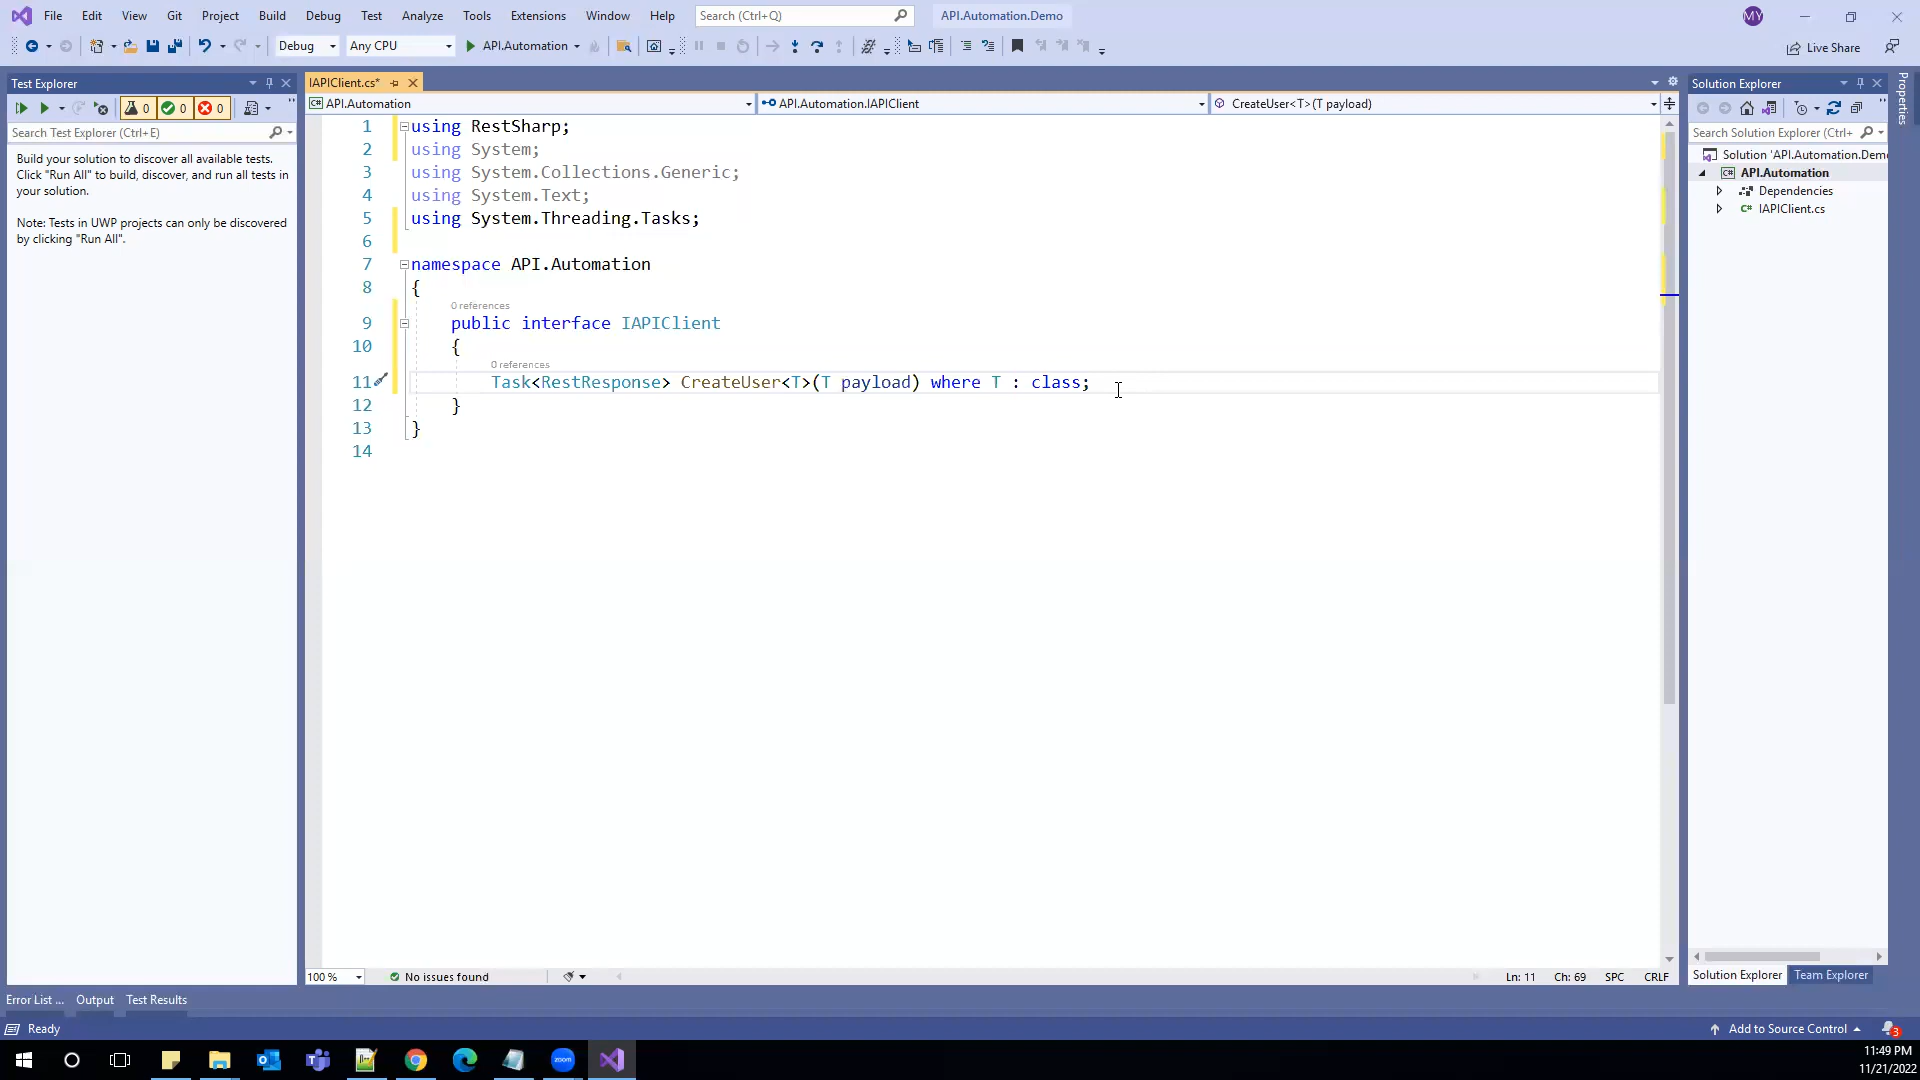 File Edit View Git Project Build Debug Test Analyze Tools Extensions Window Help Search (Ctrl+Q) API.Automation.Demo MY
Debug Any CPU API.Automation Live Share
Test Explorer
0 0 0
Search Test Explorer (Ctrl+E)
Build your solution to discover all available tests.
Click "Run All" to build, discover, and run all tests in
your solution.
Note: Tests in UWP projects can only be discovered
by clicking "Run All".
IAPIClient.cs*
API.Automation API.Automation.IAPIClient CreateUser<T>(T payload)
1 using RestSharp;
2 using System;
3 using System.Collections.Generic;
4 using System.Text;
5 using System.Threading.Tasks;
6
7 namespace API.Automation
8 {
0 references
9 public interface IAPIClient
10 {
0 references
11 Task<RestResponse> CreateUser<T>(T payload) where T : class;
12 }
13 }
14
100 % No issues found Ln: 11 Ch: 69 SPC CRLF
Solution Explorer
Search Solution Explorer (Ctrl+
Solution 'API.Automation.Demo
API.Automation
Dependencies
C# IAPIClient.cs
Solution Explorer Team Explorer
Properties
Error List ... Output Test Results
Ready Add to Source Control 3
zoom
11:49 PM
11/21/2022